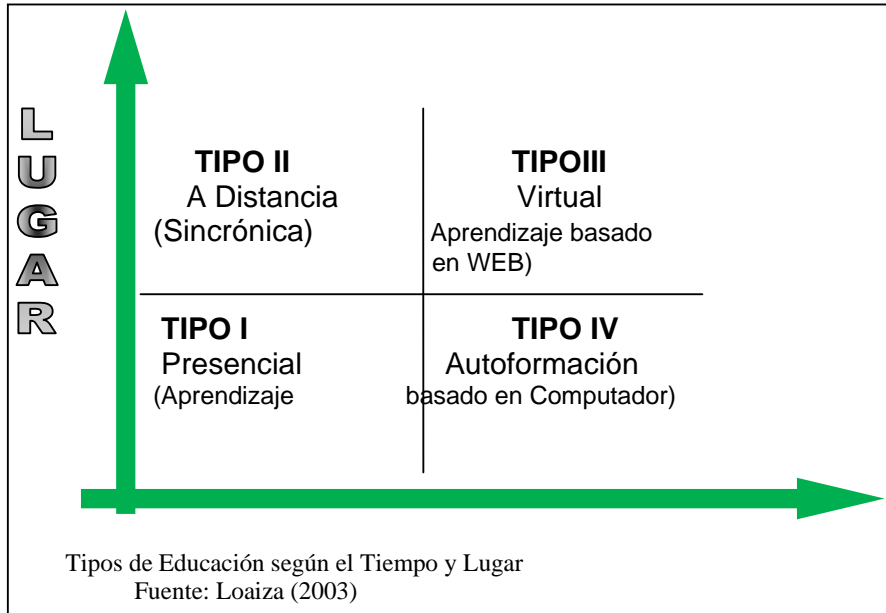 LUGAR
TIPO II
A Distancia
(Sincrónica)
TIPOIII
Virtual
Aprendizaje basado
en WEB)
TIPO I
Presencial
(Aprendizaje
TIPO IV
Autoformación
basado en Computador)
Tipos de Educación según el Tiempo y Lugar
Fuente: Loaiza (2003)